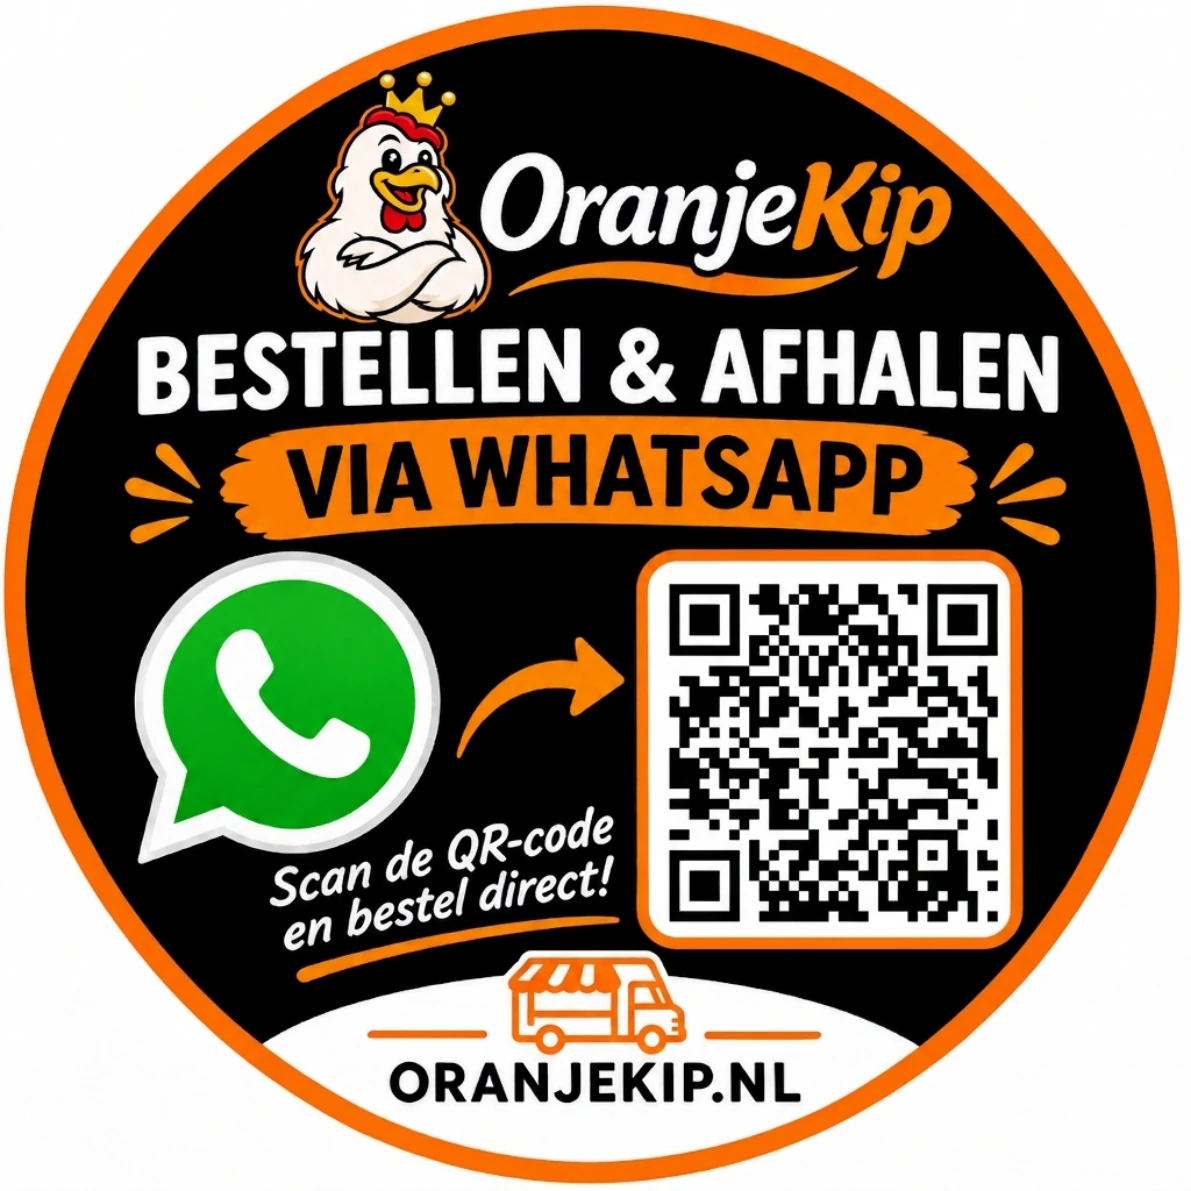 OranjeKip
BESTELLEN & AFHALEN
VIA WHATSAPP
Scan de QR-code
en bestel direct!
ORANJEKIP.NL